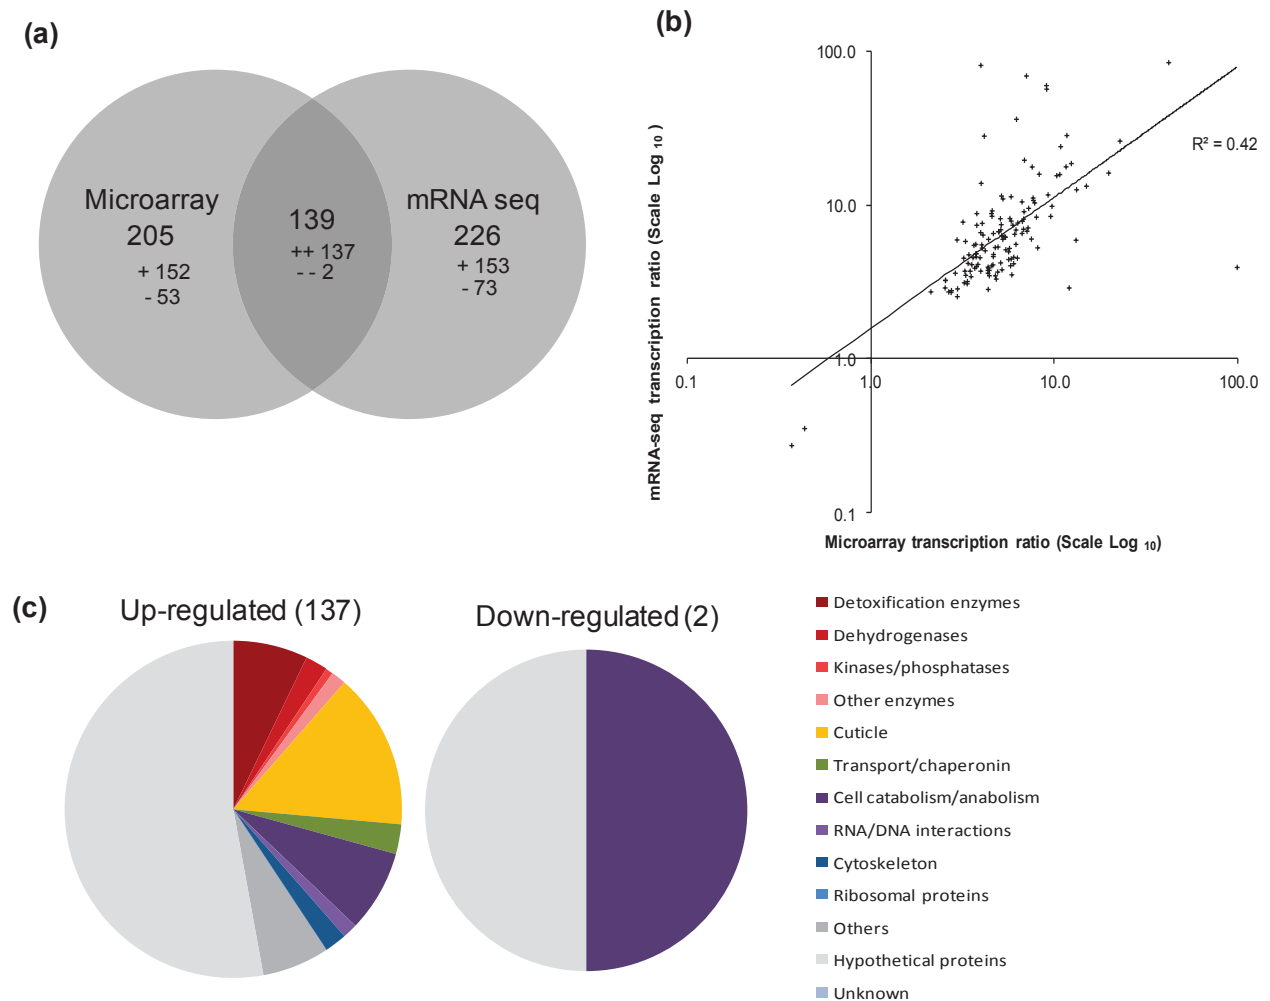 (a)
Microarray
205
+ 152
- 53
139
++ 137
- - 2
mRNA seq
226
+ 153
- 73
(b)
mRNA-seq transcription ratio (Scale Log 10 )
100.0
10.0
1.0
0.1
0.1
1.0
10.0
100.0
R² = 0.42
Microarray transcription ratio (Scale Log 10)
(c)
Up-regulated (137)
Down-regulated (2)
Detoxification enzymes
Dehydrogenases
Kinases/phosphatases
Other enzymes
Cuticle
Transport/chaperonin
Cell catabolism/anabolism
RNA/DNA interactions
Cytoskeleton
Ribosomal proteins
Others
Hypothetical proteins
Unknown